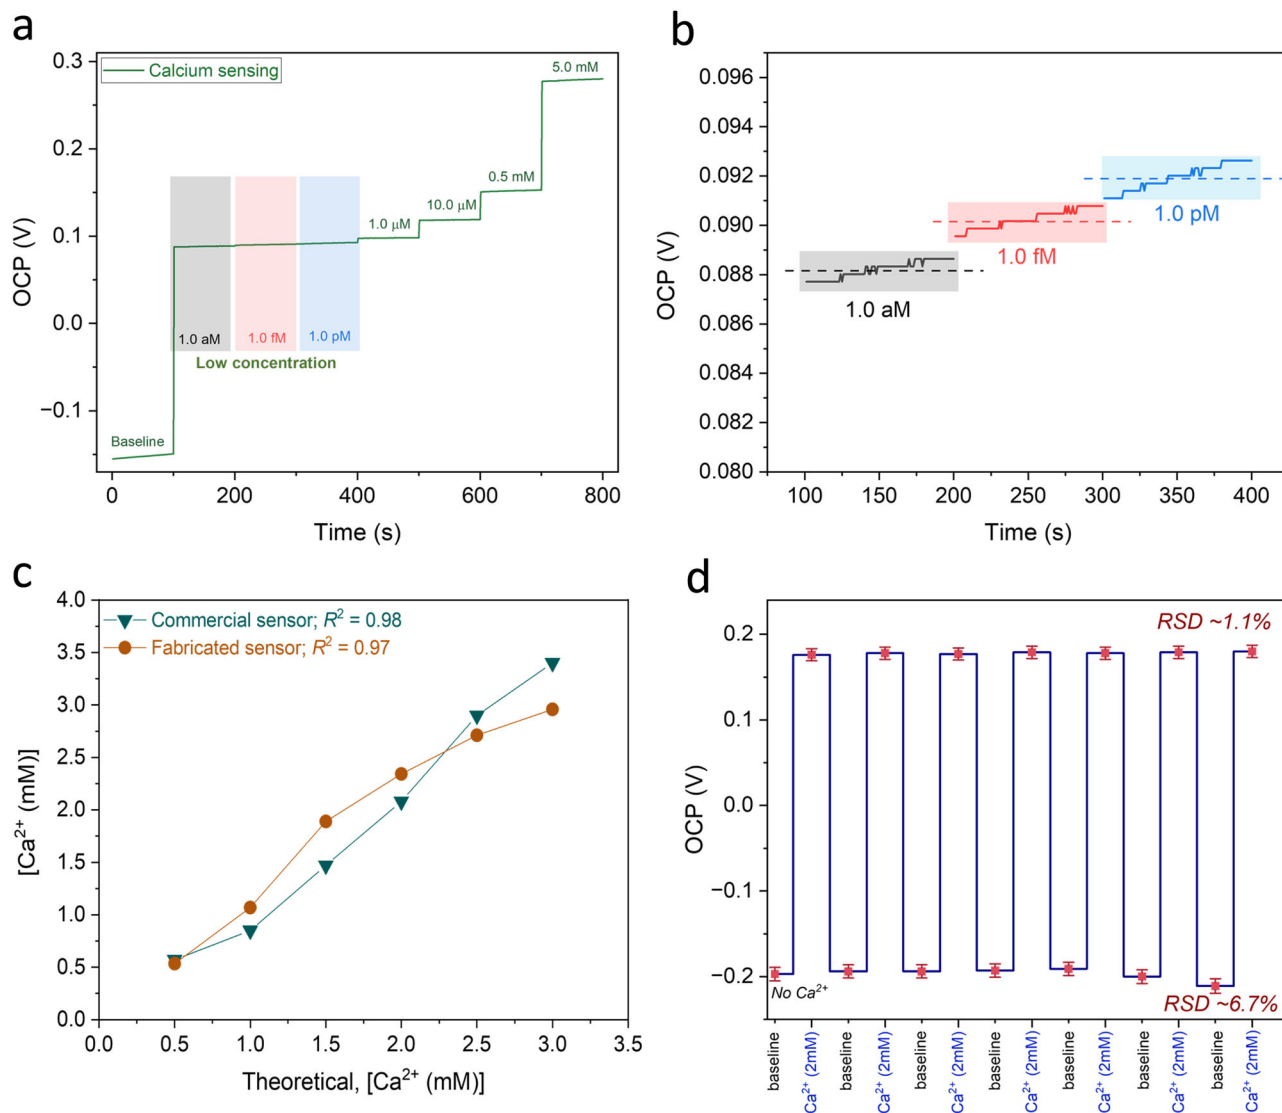 a
0.3
0.2
0.1
0.0
−0.1
OCP (V)
Calcium sensing
Baseline
1.0 aM
1.0 fM
1.0 pM
Low concentration
1.0 μM
10.0 μM
0.5 mM
5.0 mM
0
200
400
600
800
Time (s)
b
0.096
0.094
0.092
0.090
0.088
0.086
0.084
0.082
0.080
OCP (V)
1.0 aM
1.0 fM
1.0 pM
100
150
200
250
300
350
400
Time (s)
c
4.0
3.5
3.0
2.5
2.0
1.5
1.0
0.5
0.0
[Ca²⁺ (mM)]
Commercial sensor; R² = 0.98
Fabricated sensor; R² = 0.97
0.0
0.5
1.0
1.5
2.0
2.5
3.0
3.5
Theoretical, [Ca²⁺ (mM)]
d
0.2
0.1
0.0
−0.1
−0.2
OCP (V)
RSD ~1.1%
No Ca²⁺
RSD ~6.7%
baseline
Ca²⁺ (2mM)
baseline
Ca²⁺ (2mM)
baseline
Ca²⁺ (2mM)
baseline
Ca²⁺ (2mM)
baseline
Ca²⁺ (2mM)
baseline
Ca²⁺ (2mM)
baseline
Ca²⁺ (2mM)